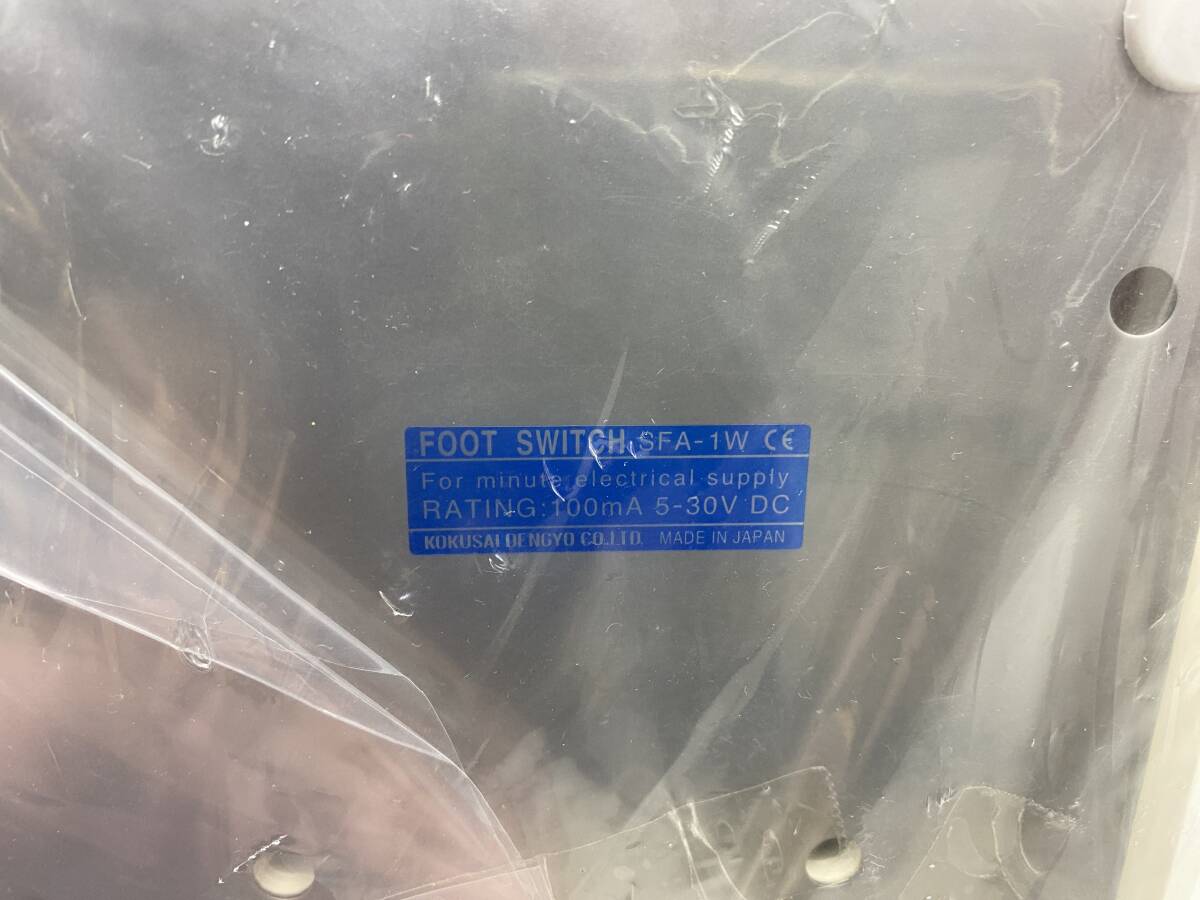 FOOT SWITCH SFA-1W CE
For minute electrical supply
RATING:100mA 5-30V DC
KOKUSAI DENGYO CO.LTD. MADE IN JAPAN